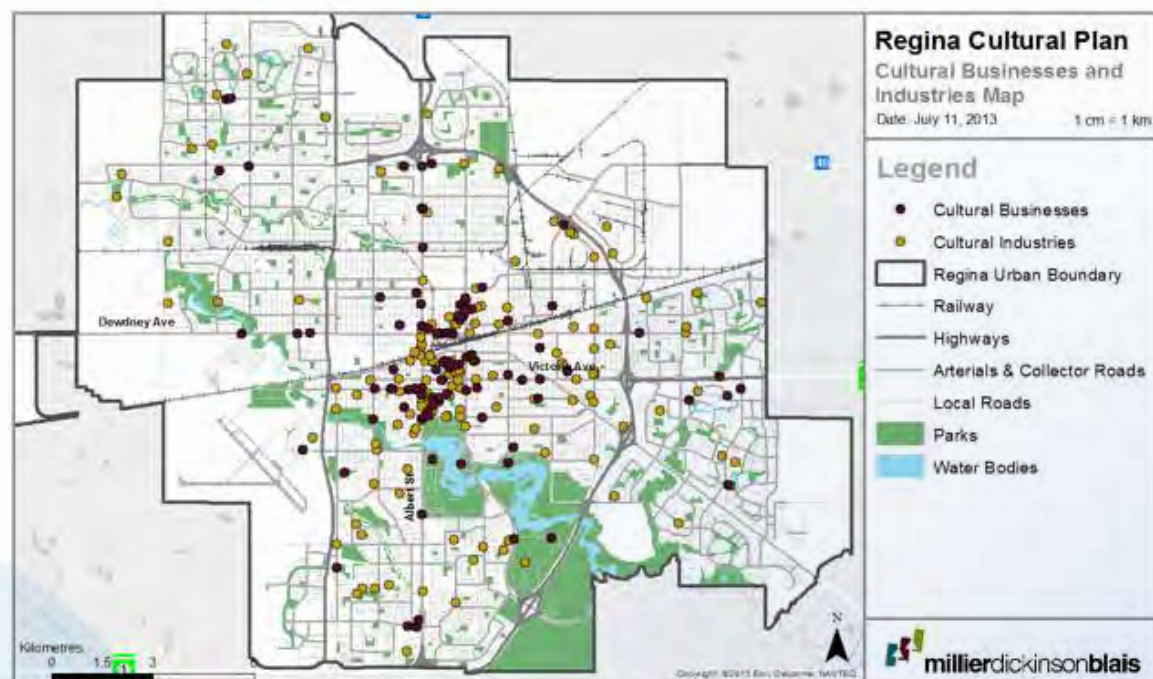 Regina Cultural Plan
Cultural Businesses and
Industries Map
Date: July 11, 2013 1 cm = 1 km
Legend
Cultural Businesses
Cultural Industries
Regina Urban Boundary
Railway
Highways
Arterials & Collector Roads
Local Roads
Parks
Water Bodies
Dewdney Ave
Victoria Ave
Albert St
Kilometres
0 1.5 3
1
N
millierdickinsonblais